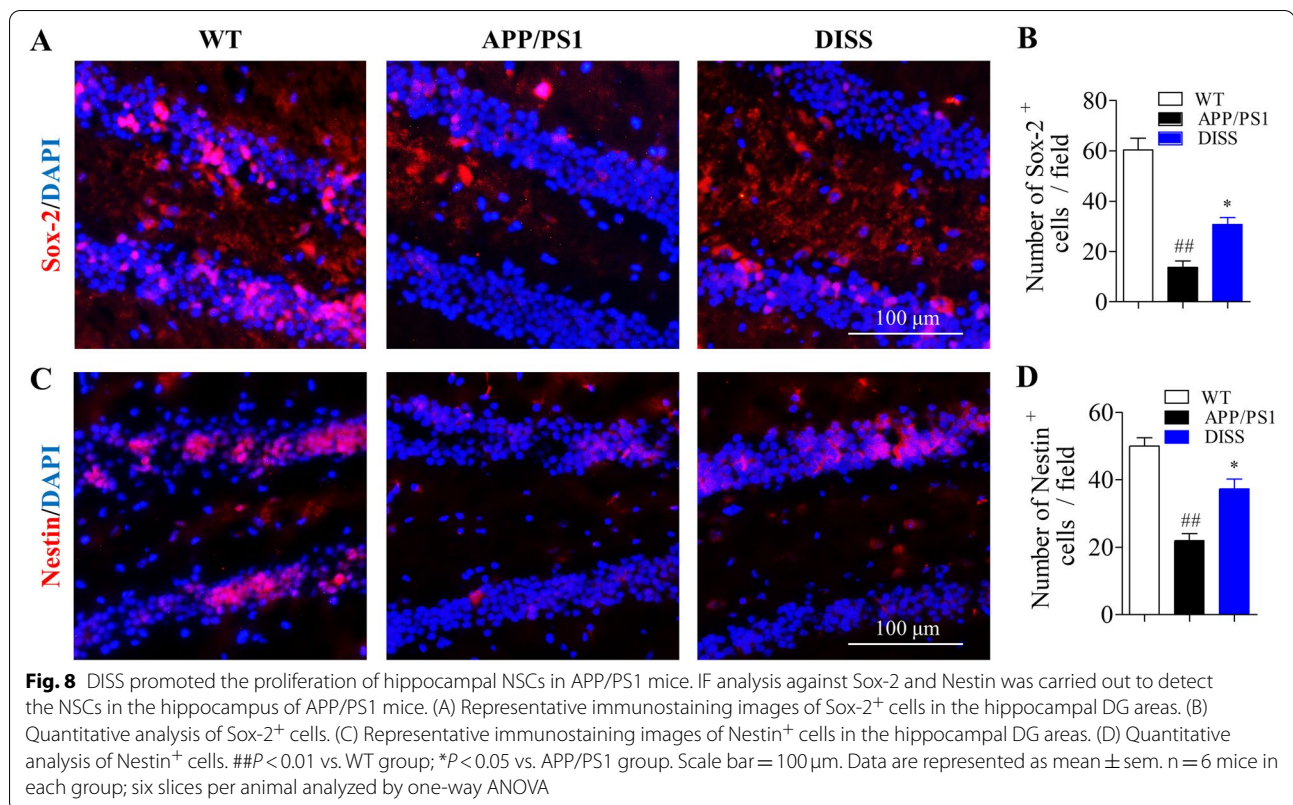 A
WT
APP/PS1
DISS
Sox-2/DAPI
100 μm
B
WT
APP/PS1
DISS
Number of Sox-2⁺
cells / field
80
60
40
20
0
##
*
C
Nestin/DAPI
100 μm
D
WT
APP/PS1
DISS
Number of Nestin⁺
cells / field
60
40
20
0
##
*
Fig. 8 DISS promoted the proliferation of hippocampal NSCs in APP/PS1 mice. IF analysis against Sox-2 and Nestin was carried out to detect
the NSCs in the hippocampus of APP/PS1 mice. (A) Representative immunostaining images of Sox-2⁺ cells in the hippocampal DG areas. (B)
Quantitative analysis of Sox-2⁺ cells. (C) Representative immunostaining images of Nestin⁺ cells in the hippocampal DG areas. (D) Quantitative
analysis of Nestin⁺ cells. ##P < 0.01 vs. WT group; *P < 0.05 vs. APP/PS1 group. Scale bar = 100 μm. Data are represented as mean ± sem. n = 6 mice in
each group; six slices per animal analyzed by one-way ANOVA